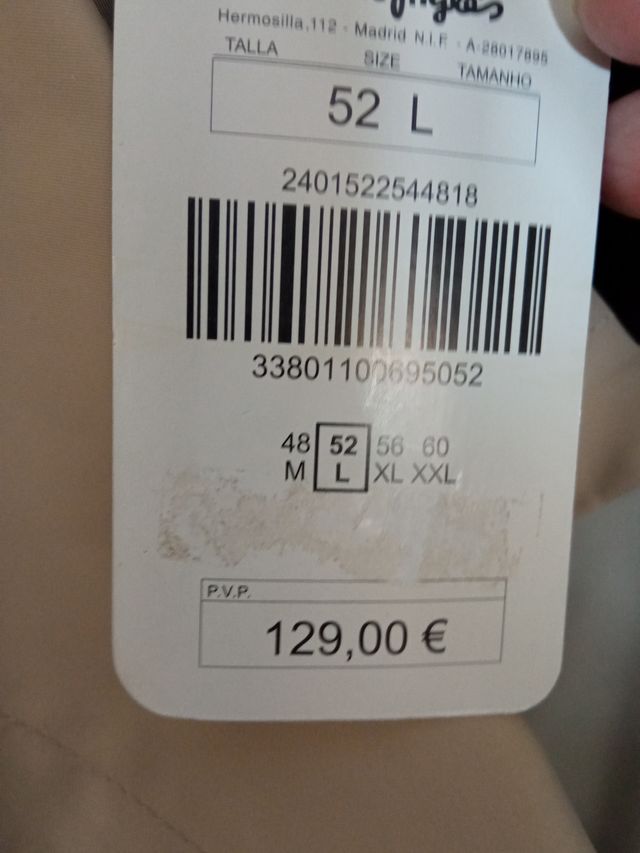 Hermosilla,112 - Madrid N.I.F. - A-28017895
TALLA SIZE TAMANHO
52 L
2401522544818
33801100695052
48 52 56 60
M L XL XXL
P.V.P.
129,00 €